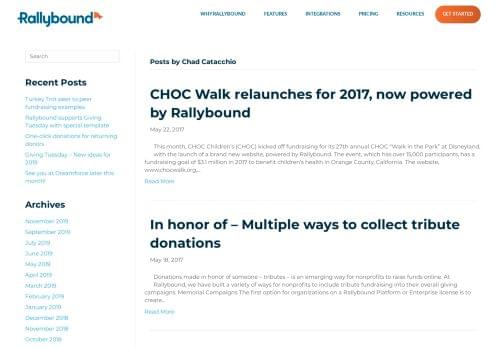 Rallybound
WHY RALLYBOUND
FEATURES
INTEGRATIONS
PRICING
RESOURCES
GET STARTED
Search
Recent Posts
Turkey Trot peer to peer
fundraising examples
Rallybound supports Giving
Tuesday with special template
One-click donations for returning
donors
Giving Tuesday – New ideas for
2019
See you at Dreamforce later this
month!
Archives
November 2019
September 2019
July 2019
June 2019
May 2019
April 2019
March 2019
February 2019
January 2019
December 2018
November 2018
October 2018
Posts by Chad Catacchio
CHOC Walk relaunches for 2017, now powered
by Rallybound
May 22, 2017
This month, CHOC Children's (CHOC) kicked off fundraising for its 27th annual CHOC "Walk in the Park" at Disneyland,
with the launch of a brand new website, powered by Rallybound. The event, which has over 15,000 participants, has a
fundraising goal of $3.1 million in 2017 to benefit children's health in Orange County, California. The website,
www.chocwalk.org,...
Read More
In honor of – Multiple ways to collect tribute
donations
May 18, 2017
Donations made in honor of someone – tributes – is an emerging way for nonprofits to raise funds online. At
Rallybound, we have built a variety of ways for nonprofits to include tribute fundraising into their overall giving
campaigns. Memorial Campaigns The first option for organizations on a Rallybound Platform or Enterprise license is to
create...
Read More